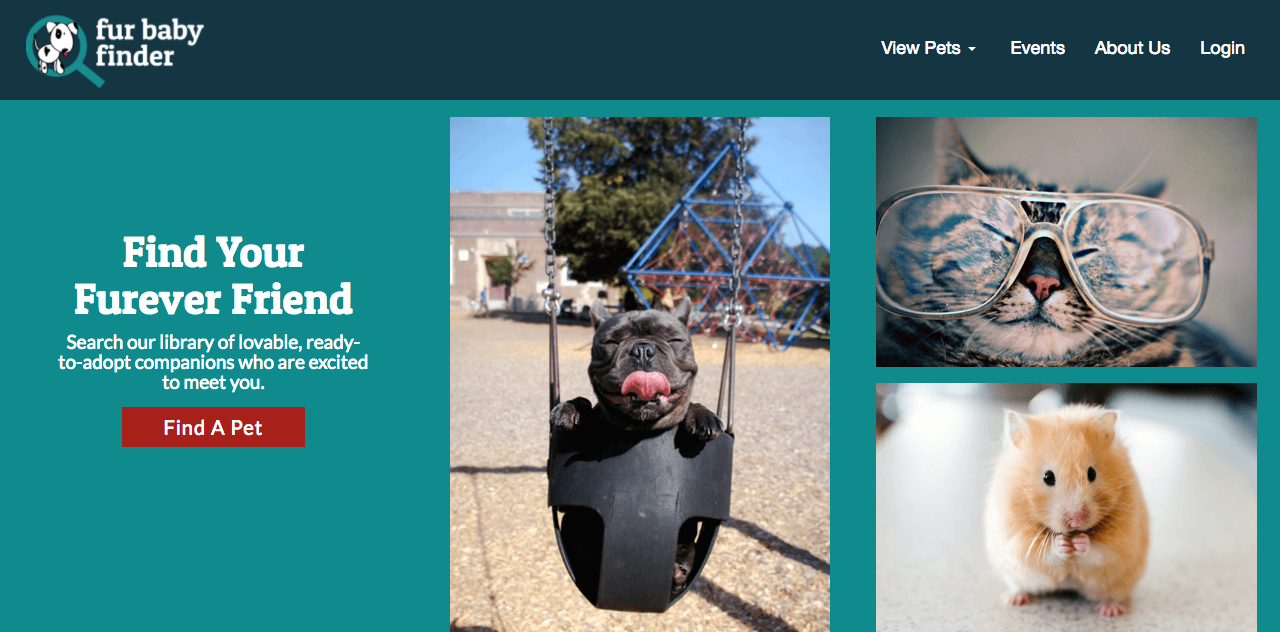 fur baby
finder
View Pets
Events
About Us
Login
Find Your
Furever Friend
Search our library of lovable, ready-
to-adopt companions who are excited
to meet you.
Find A Pet